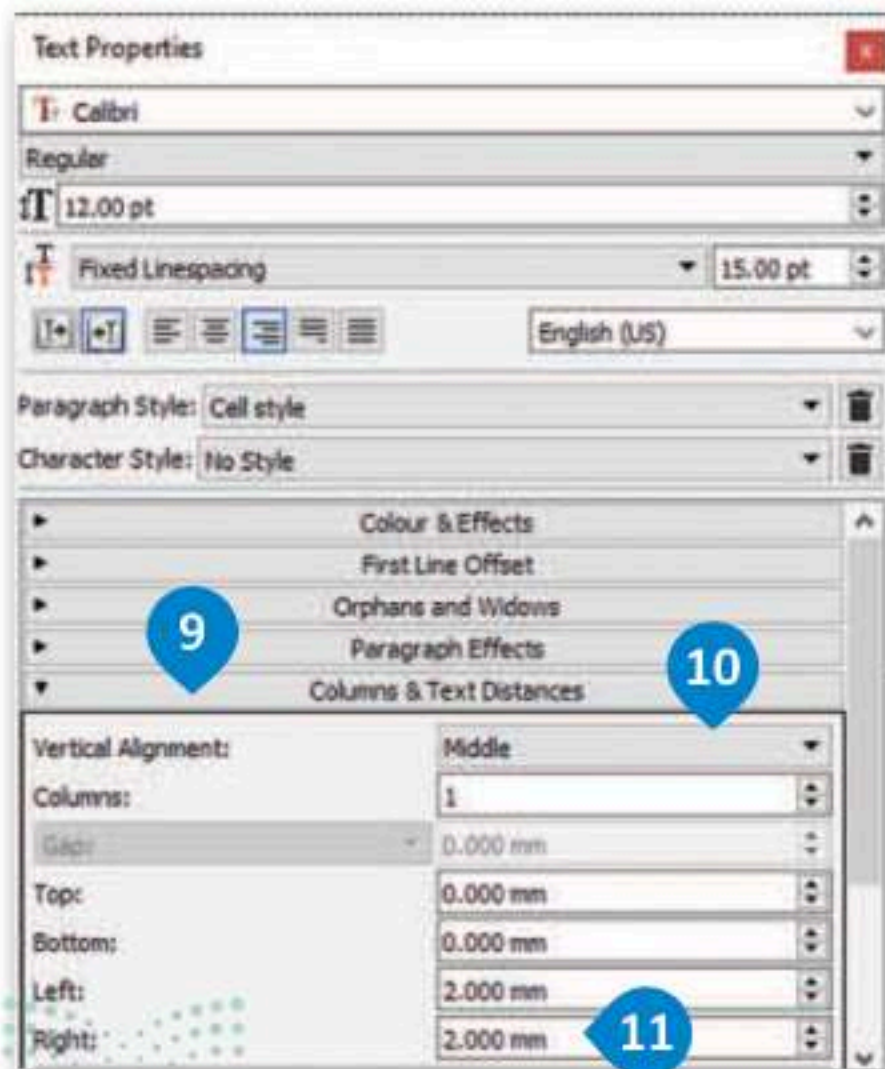 Text Properties
x
Calibri
Regular
12.00 pt
Fixed Linespacing 15.00 pt
English (US)
Paragraph Style: Cell style
Character Style: No Style
Colour & Effects
First Line Offset
Orphans and Widows
9
Paragraph Effects
10
Columns & Text Distances
Vertical Alignment: Middle
Columns: 1
Gap: 0.000 mm
Top: 0.000 mm
Bottom: 0.000 mm
Left: 2.000 mm
Right: 2.000 mm 11